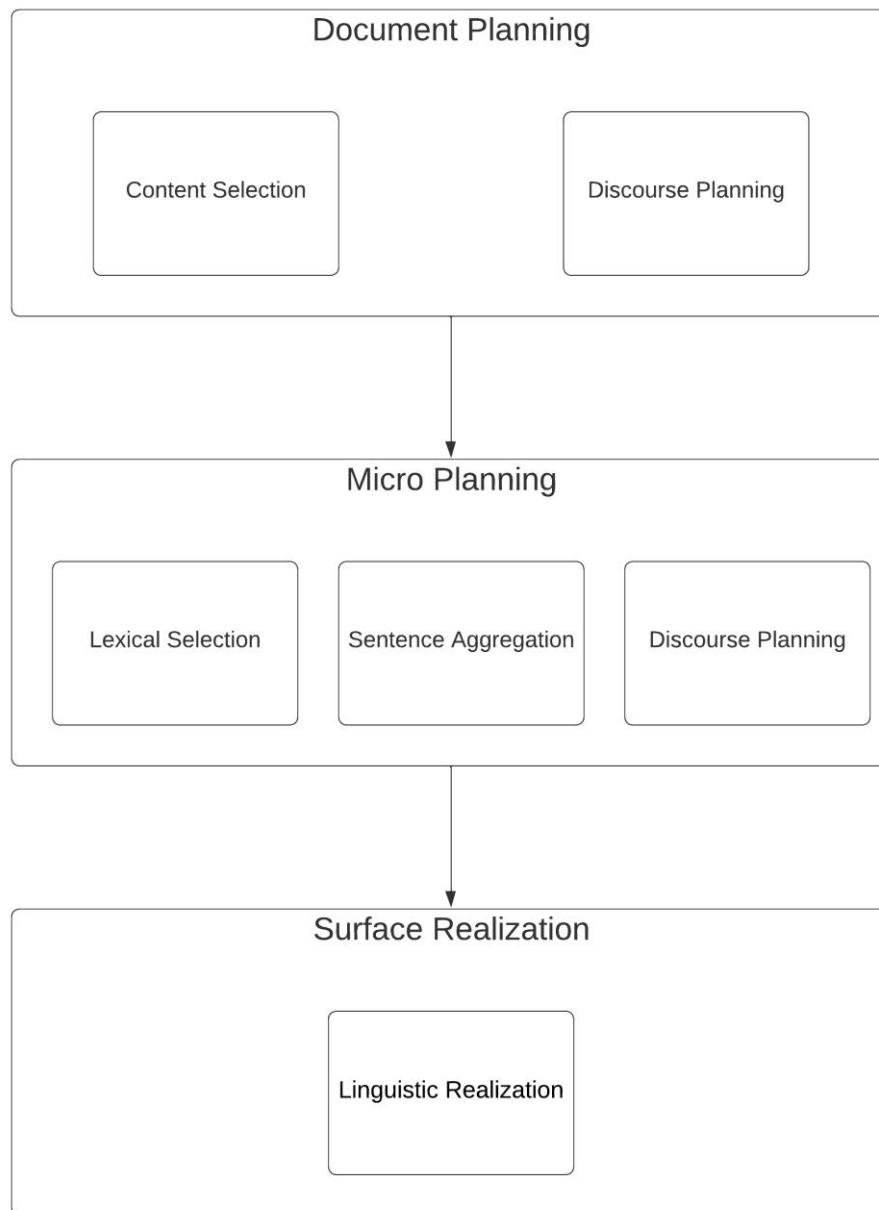 Document Planning
Content Selection
Discourse Planning
Micro Planning
Lexical Selection
Sentence Aggregation
Discourse Planning
Surface Realization
Linguistic Realization